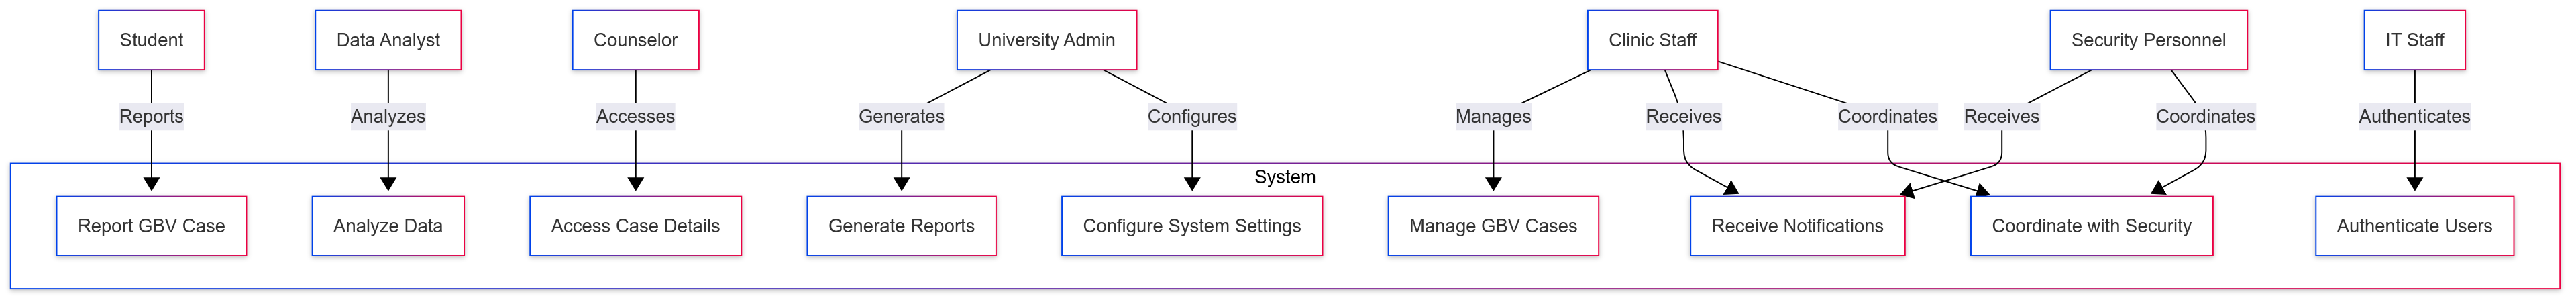 Student
Data Analyst
Counselor
University Admin
Clinic Staff
Security Personnel
IT Staff
Reports
Analyzes
Accesses
Generates
Configures
Manages
Receives
Coordinates
Receives
Coordinates
Authenticates
System
Report GBV Case
Analyze Data
Access Case Details
Generate Reports
Configure System Settings
Manage GBV Cases
Receive Notifications
Coordinate with Security
Authenticate Users